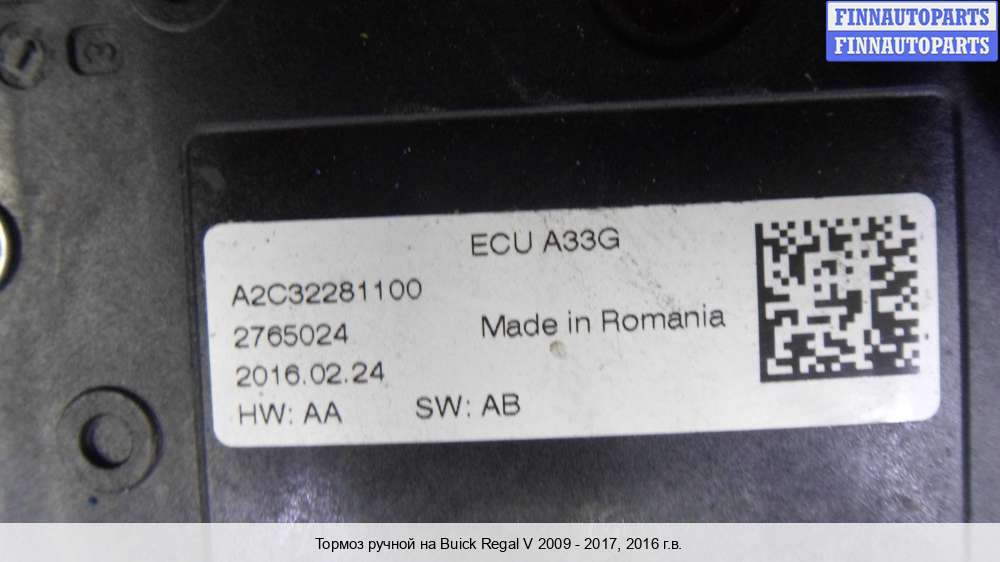 FINNAUTOPARTS
FINNAUTOPARTS
3
ECU A33G
A2C32281100
2765024
Made in Romania
2016.02.24
HW: AA SW: AB
Тормоз ручной на Buick Regal V 2009 - 2017, 2016 г.в.